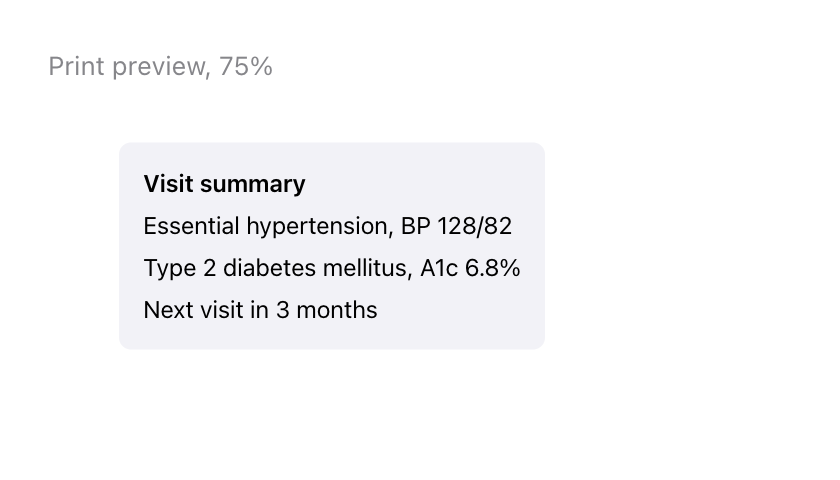 Print preview, 75%
Visit summary
Essential hypertension, BP 128/82
Type 2 diabetes mellitus, A1c 6.8%
Next visit in 3 months